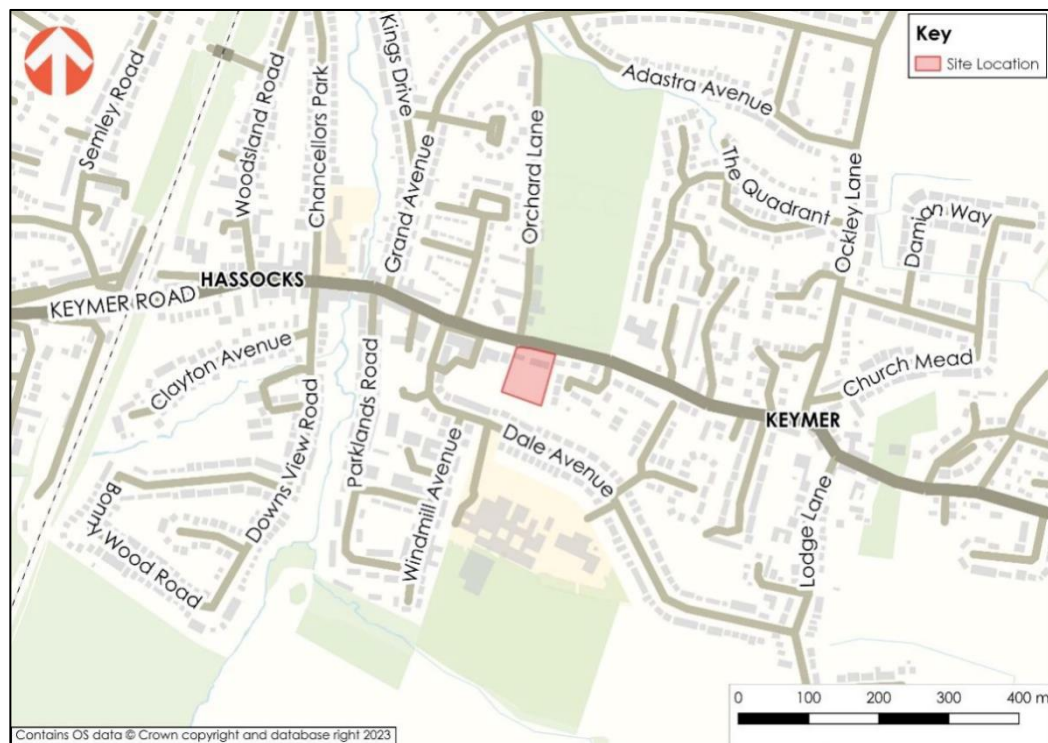 Key
Site Location
Semley Road
Woodsland Road
Chancellors Park
Kings Drive
Grand Avenue
Orchard Lane
Adastra Avenue
The Quadrant
Ockley Lane
Damion Way
HASSOCKS
KEYMER ROAD
Clayton Avenue
Downs View Road
Parklands Road
Church Mead
KEYMER
Dale Avenue
Windmill Avenue
Bonny Wood Road
Lodge Lane
0 100 200 300 400 m
Contains OS data © Crown copyright and database right 2023